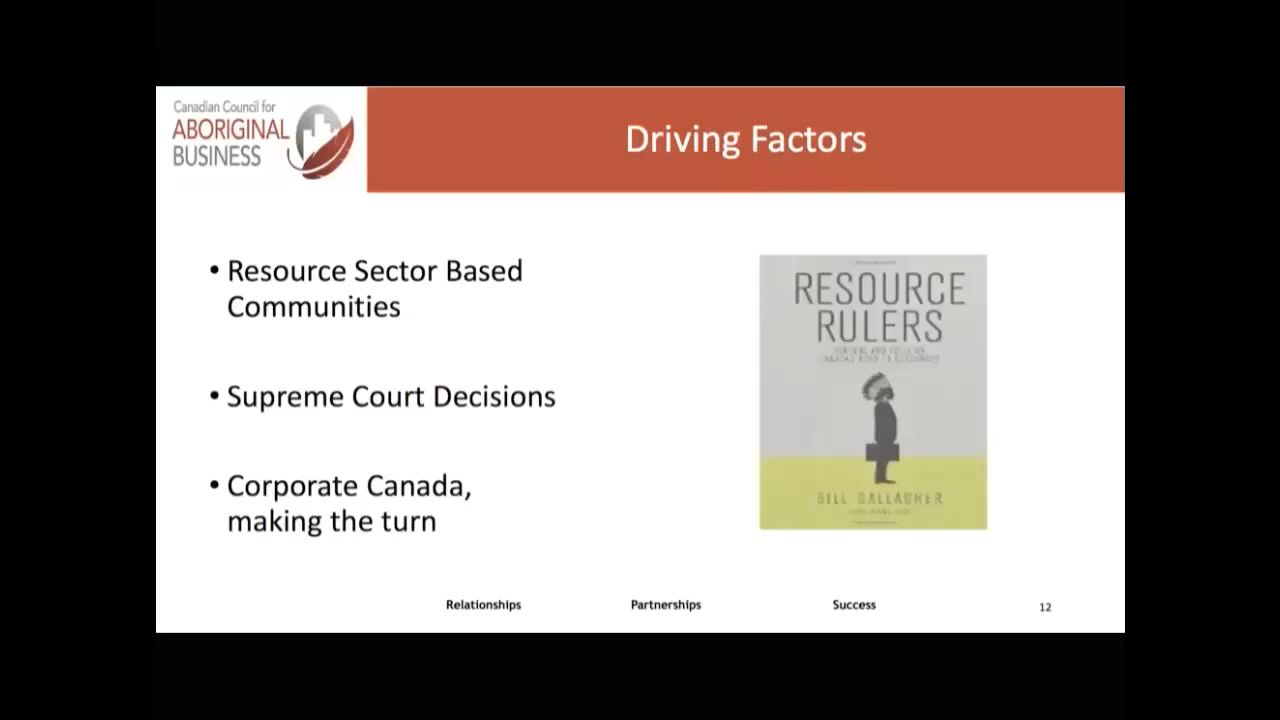 Canadian Council for
ABORIGINAL
BUSINESS
Driving Factors
• Resource Sector Based
Communities
• Supreme Court Decisions
• Corporate Canada,
making the turn
RESOURCE
RULERS
BILL GALLAGHER
Relationships Partnerships Success 12